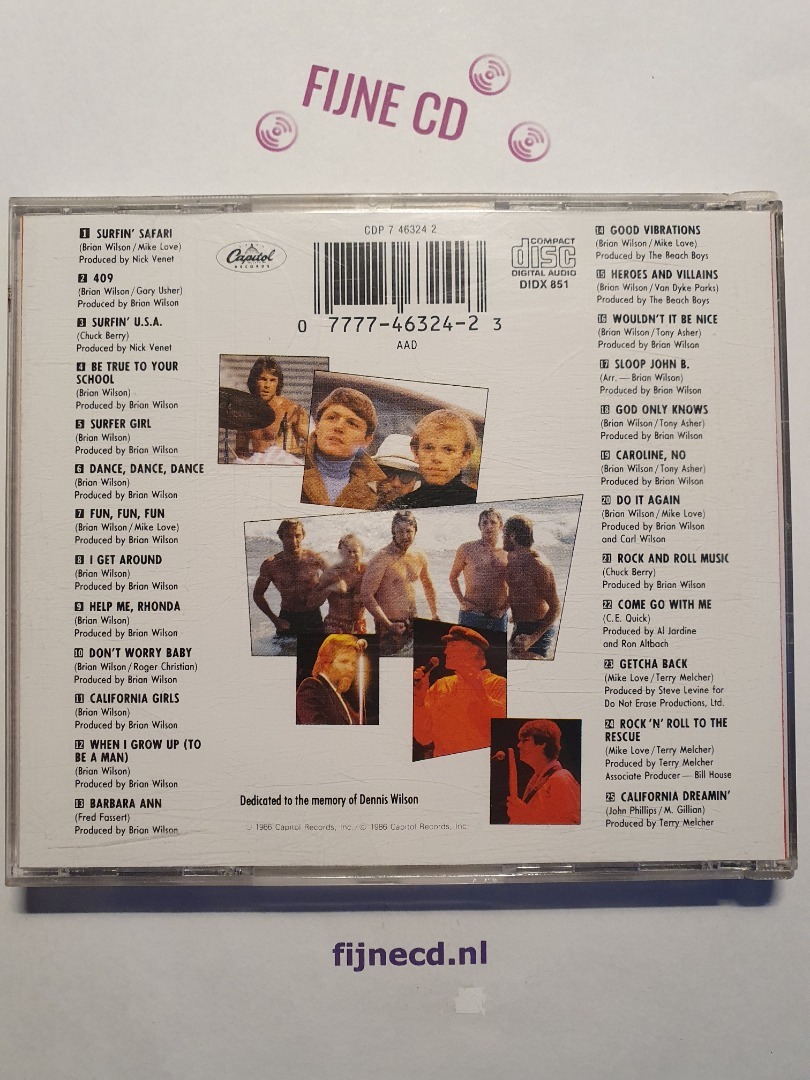 FIJNE CD
1 SURFIN' SAFARI
(Brian Wilson/Mike Love)
Produced by Nick Venet
2 409
(Brian Wilson/Gary Usher)
Produced by Brian Wilson
3 SURFIN' U.S.A.
(Chuck Berry)
Produced by Nick Venet
4 BE TRUE TO YOUR
SCHOOL
(Brian Wilson)
Produced by Brian Wilson
5 SURFER GIRL
(Brian Wilson)
Produced by Brian Wilson
6 DANCE, DANCE, DANCE
(Brian Wilson)
Produced by Brian Wilson
7 FUN, FUN, FUN
(Brian Wilson/Mike Love)
Produced by Brian Wilson
8 I GET AROUND
(Brian Wilson)
Produced by Brian Wilson
9 HELP ME, RHONDA
(Brian Wilson)
Produced by Brian Wilson
10 DON'T WORRY BABY
(Brian Wilson/Roger Christian)
Produced by Brian Wilson
11 CALIFORNIA GIRLS
(Brian Wilson)
Produced by Brian Wilson
12 WHEN I GROW UP (TO
BE A MAN)
(Brian Wilson)
Produced by Brian Wilson
13 BARBARA ANN
(Fred Fassert)
Produced by Brian Wilson
Capitol
RECORDS
CDP 7 46324 2
0 7777-46324-2 3
AAD
COMPACT
disc
DIGITAL AUDIO
DIDX 851
Dedicated to the memory of Dennis Wilson
℗ 1986 Capitol Records, Inc./© 1986 Capitol Records, Inc.
14 GOOD VIBRATIONS
(Brian Wilson/Mike Love)
Produced by The Beach Boys
15 HEROES AND VILLAINS
(Brian Wilson/Van Dyke Parks)
Produced by The Beach Boys
16 WOULDN'T IT BE NICE
(Brian Wilson/Tony Asher)
Produced by Brian Wilson
17 SLOOP JOHN B.
(Arr. — Brian Wilson)
Produced by Brian Wilson
18 GOD ONLY KNOWS
(Brian Wilson/Tony Asher)
Produced by Brian Wilson
19 CAROLINE, NO
(Brian Wilson/Tony Asher)
Produced by Brian Wilson
20 DO IT AGAIN
(Brian Wilson/Mike Love)
Produced by Brian Wilson
and Carl Wilson
21 ROCK AND ROLL MUSIC
(Chuck Berry)
Produced by Brian Wilson
22 COME GO WITH ME
(C.E. Quick)
Produced by Al Jardine
and Ron Altbach
23 GETCHA BACK
(Mike Love/Terry Melcher)
Produced by Steve Levine for
Do Not Erase Productions, Ltd.
24 ROCK 'N' ROLL TO THE
RESCUE
(Mike Love/Terry Melcher)
Produced by Terry Melcher
Associate Producer — Bill House
25 CALIFORNIA DREAMIN'
(John Phillips/M. Gillian)
Produced by Terry Melcher
fijnecd.nl